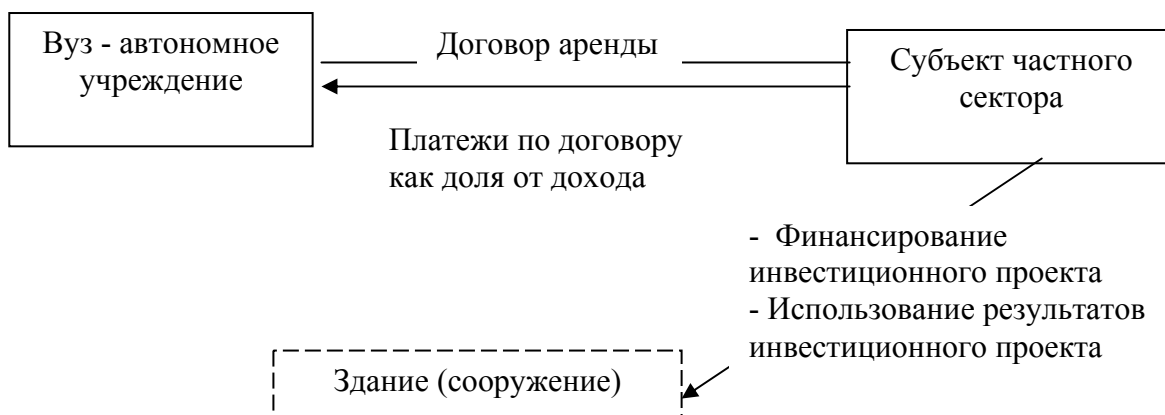 Вуз - автономное
учреждение
Договор аренды
Субъект частного
сектора
Платежи по договору
как доля от дохода
- Финансирование
инвестиционного проекта
- Использование результатов
инвестиционного проекта
Здание (сооружение)